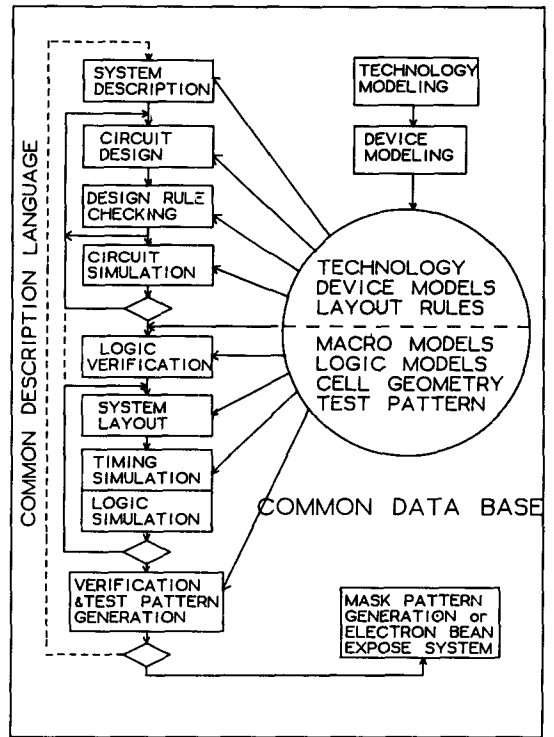 COMMON DESCRIPTION LANGUAGE
SYSTEM
DESCRIPTION
CIRCUIT
DESIGN
DESIGN RULE
CHECKING
CIRCUIT
SIMULATION
LOGIC
VERIFICATION
SYSTEM
LAYOUT
TIMING
SIMULATION
LOGIC
SIMULATION
VERIFICATION
&TEST PATTERN
GENERATION
TECHNOLOGY
MODELING
DEVICE
MODELING
TECHNOLOGY
DEVICE MODELS
LAYOUT RULES
MACRO MODELS
LOGIC MODELS
CELL GEOMETRY
TEST PATTERN
COMMON DATA BASE
MASK PATTERN
GENERATION or
ELECTRON BEAN
EXPOSE SYSTEM